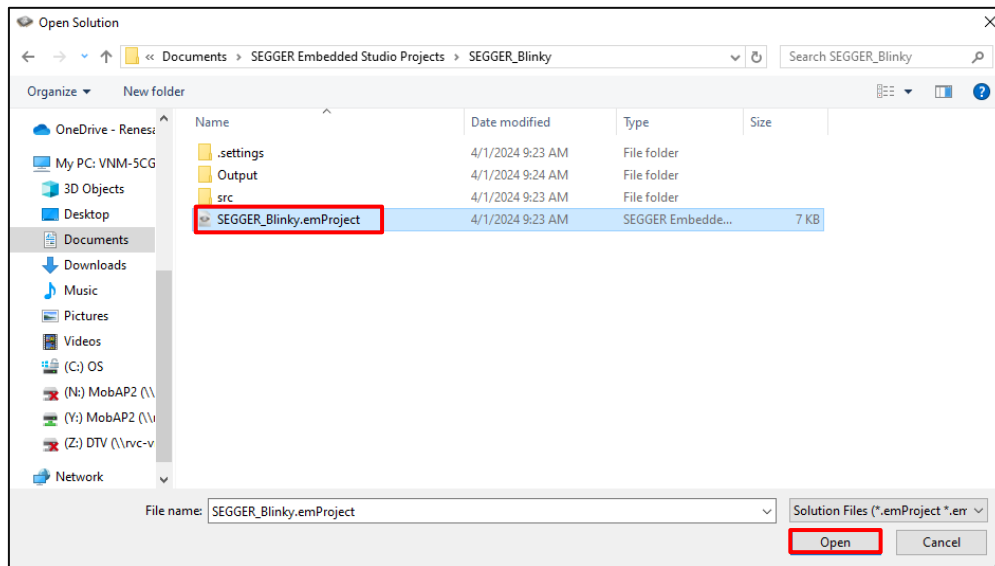 Open Solution
« Documents › SEGGER Embedded Studio Projects › SEGGER_Blinky
Search SEGGER_Blinky
Organize New folder
Name Date modified Type Size
.settings 4/1/2024 9:23 AM File folder
Output 4/1/2024 9:24 AM File folder
src 4/1/2024 9:23 AM File folder
SEGGER_Blinky.emProject 4/1/2024 9:23 AM SEGGER Embedde... 7 KB
OneDrive - Renesa
My PC: VNM-5CG
3D Objects
Desktop
Documents
Downloads
Music
Pictures
Videos
(C:) OS
(N:) MobAP2 (\\
(Y:) MobAP2 (\\
(Z:) DTV (\\rvc-v
Network
File name: SEGGER_Blinky.emProject
Solution Files (*.emProject *.em
Open Cancel